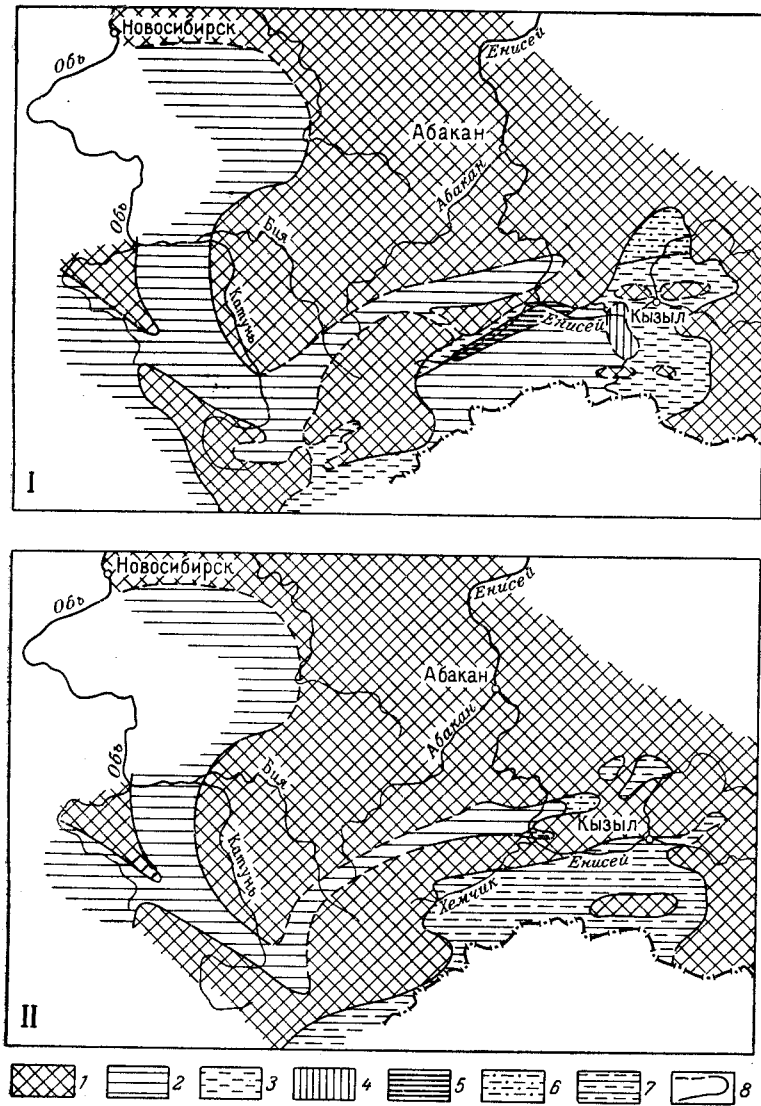 Новосибирск
Обь
Енисей
Абакан
Абакан
Обь
Бия
Катунь
Кызыл
Енисей
I
Новосибирск
Обь
Енисей
Абакан
Абакан
Обь
Бия
Катунь
Кызыл
Енисей
Хемчик
II
1 2 3 4 5 6 7 8